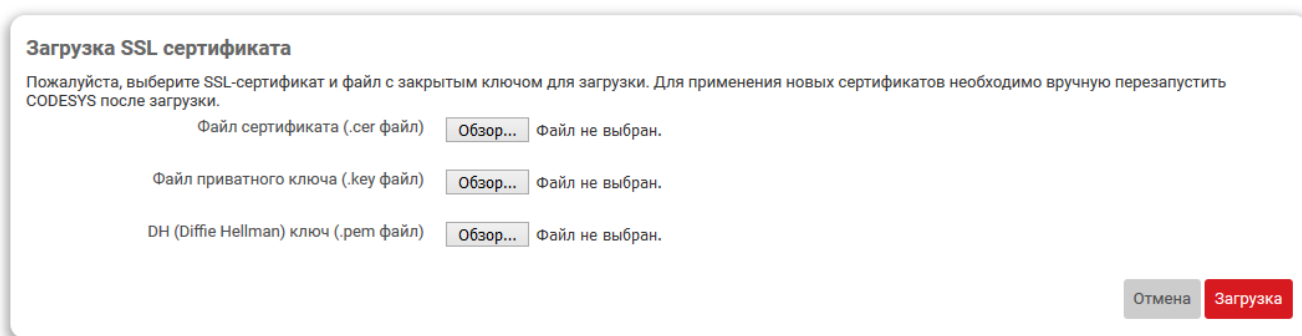 Загрузка SSL сертификата
Пожалуйста, выберите SSL-сертификат и файл с закрытым ключом для загрузки. Для применения новых сертификатов необходимо вручную перезапустить
CODESYS после загрузки.
Файл сертификата (.cer файл) Обзор... Файл не выбран.
Файл приватного ключа (.key файл) Обзор... Файл не выбран.
DH (Diffie Hellman) ключ (.pem файл) Обзор... Файл не выбран.
Отмена Загрузка